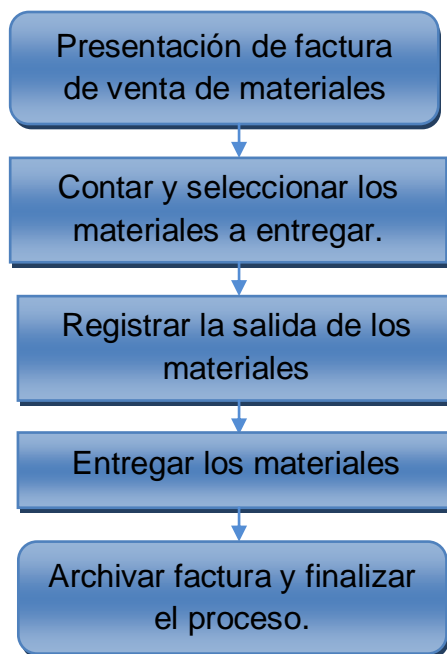 Presentación de factura
de venta de materiales
Contar y seleccionar los
materiales a entregar.
Registrar la salida de los
materiales
Entregar los materiales
Archivar factura y finalizar
el proceso.